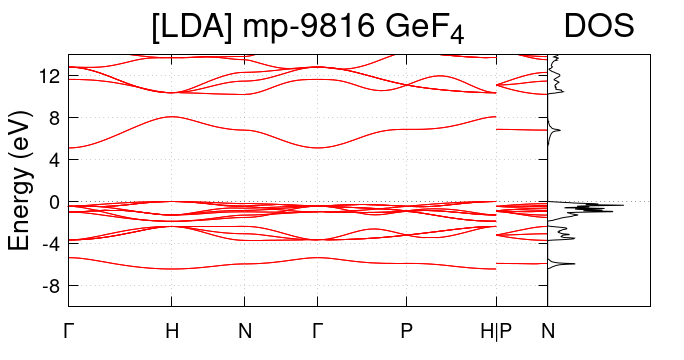 [LDA] mp-9816 GeF4 DOS
Energy (eV)
12
8
4
0
-4
-8
Γ H N Γ P H|P N